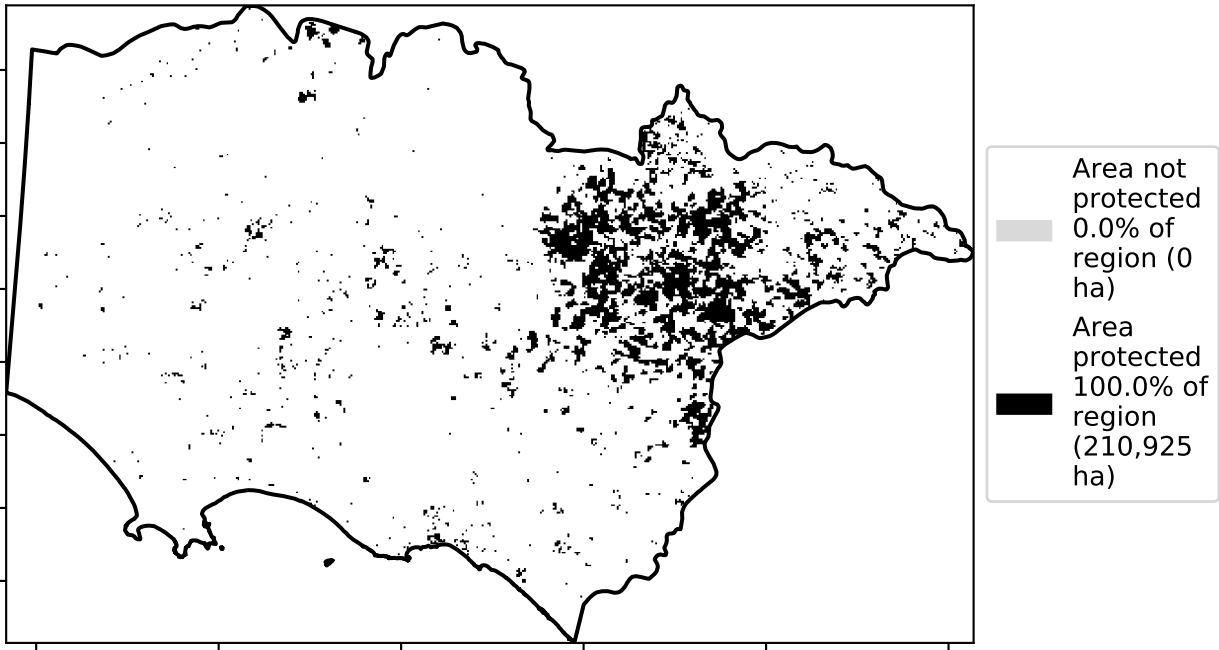 Area not
protected
0.0% of
region (0
ha)
Area
protected
100.0% of
region
(210,925
ha)